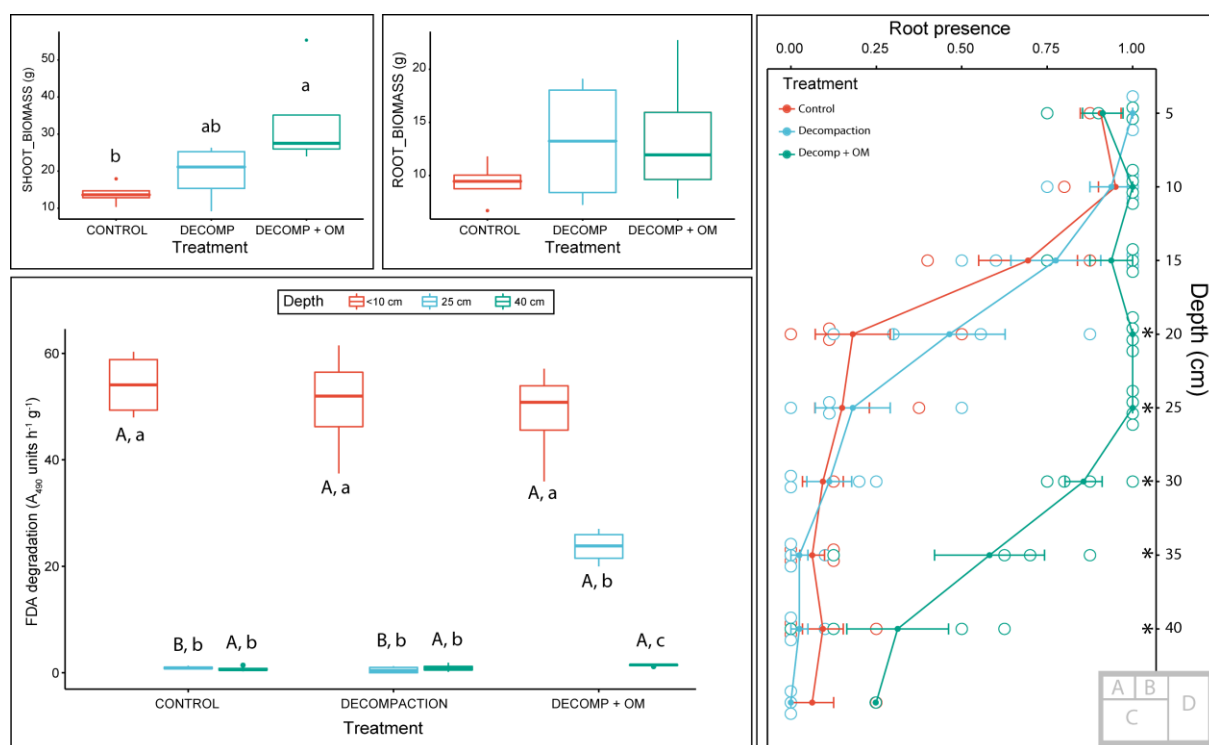 SHOOT_BIOMASS (g)
50
40
30
20
10
b
ab
a
CONTROL
DECOMP
DECOMP + OM
Treatment
ROOT_BIOMASS (g)
20
15
10
CONTROL
DECOMP
DECOMP + OM
Treatment
Depth
<10 cm
25 cm
40 cm
FDA degradation (A₄₉₀ units h⁻¹ g⁻¹)
60
40
20
0
A, a
B, b
A, b
A, a
B, b
A, b
A, a
A, b
A, c
CONTROL
DECOMPACTION
DECOMP + OM
Treatment
Root presence
0.00
0.25
0.50
0.75
1.00
Treatment
Control
Decompaction
Decomp + OM
5
10
15
* 20
* 25
* 30
* 35
* 40
Depth (cm)
A
B
C
D